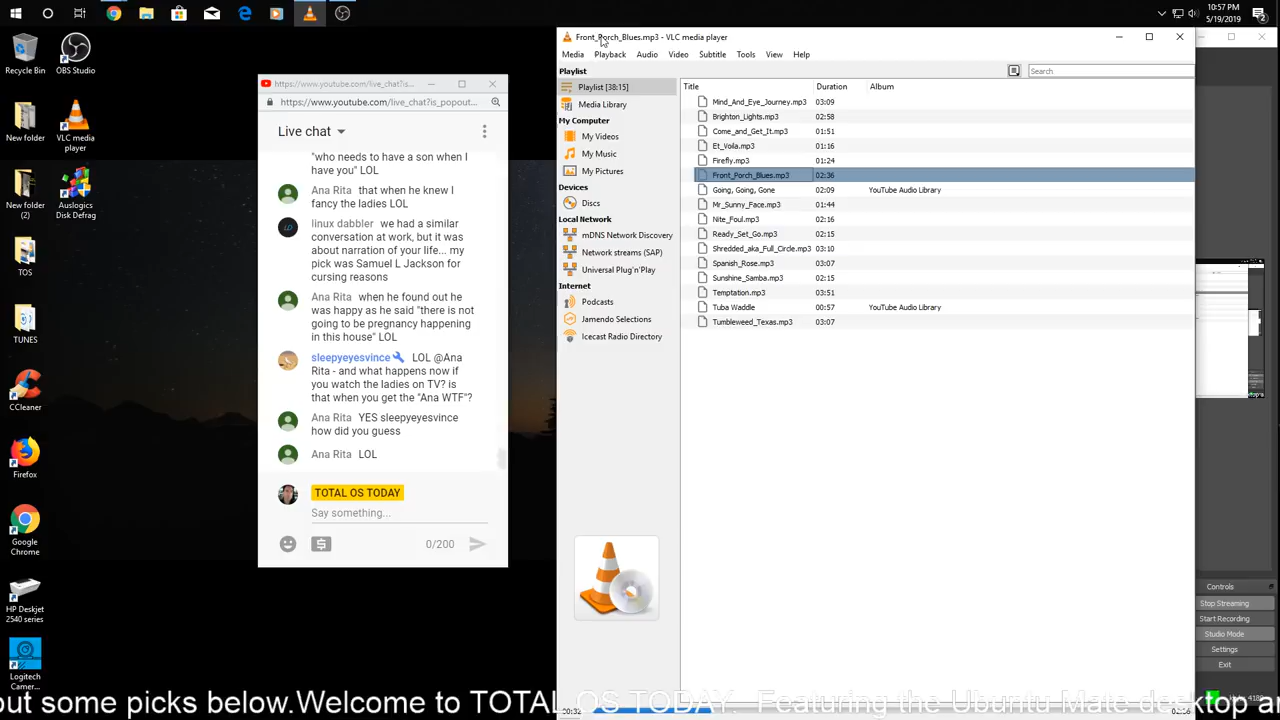 10:57 PM
5/19/2019
Recycle Bin
OBS Studio
New folder
VLC media
player
New folder
(2)
Auslogics
Disk Defrag
TOS
TUNES
CCleaner
Firefox
Google
Chrome
HP Deskjet
2540 series
Logitech
Camer...
https://www.youtube.com/live_chat?is...
https://www.youtube.com/live_chat?is_popout...
Live chat
"who needs to have a son when I
have you" LOL
Ana Rita that when he knew I
fancy the ladies LOL
linux dabbler we had a similar
conversation at work, but it was
about narration of your life... my
pick was Samuel L Jackson for
cursing reasons
Ana Rita when he found out he
was happy as he said "there is not
going to be pregnancy happening
in this house" LOL
sleepyeyesvince LOL @Ana
Rita - and what happens now if
you watch the ladies on TV? is
that when you get the "Ana WTF"?
Ana Rita YES sleepyeyesvince
how did you guess
Ana Rita LOL
TOTAL OS TODAY
Say something...
0/200
Front_Porch_Blues.mp3 - VLC media player
Media Playback Audio Video Subtitle Tools View Help
Playlist
Search
Playlist [38:15]
Media Library
My Computer
My Videos
My Music
My Pictures
Devices
Discs
Local Network
mDNS Network Discovery
Network streams (SAP)
Universal Plug'n'Play
Internet
Podcasts
Jamendo Selections
Icecast Radio Directory
Title Duration Album
Mind_And_Eye_Journey.mp3 03:09
Brighton_Lights.mp3 02:58
Come_and_Get_It.mp3 01:51
Et_Voila.mp3 01:16
Firefly.mp3 01:24
Front_Porch_Blues.mp3 02:36
Going, Going, Gone 02:09 YouTube Audio Library
Mr_Sunny_Face.mp3 01:44
Nite_Foul.mp3 02:16
Ready_Set_Go.mp3 02:15
Shredded_aka_Full_Circle.mp3 03:10
Spanish_Rose.mp3 03:07
Sunshine_Samba.mp3 02:15
Temptation.mp3 03:51
Tuba Waddle 00:57 YouTube Audio Library
Tumbleweed_Texas.mp3 03:07
Controls
Stop Streaming
Start Recording
Studio Mode
Settings
Exit
out some picks below.Welcome to TOTAL OS TODAY. Featuring the Ubuntu Mate desktop a